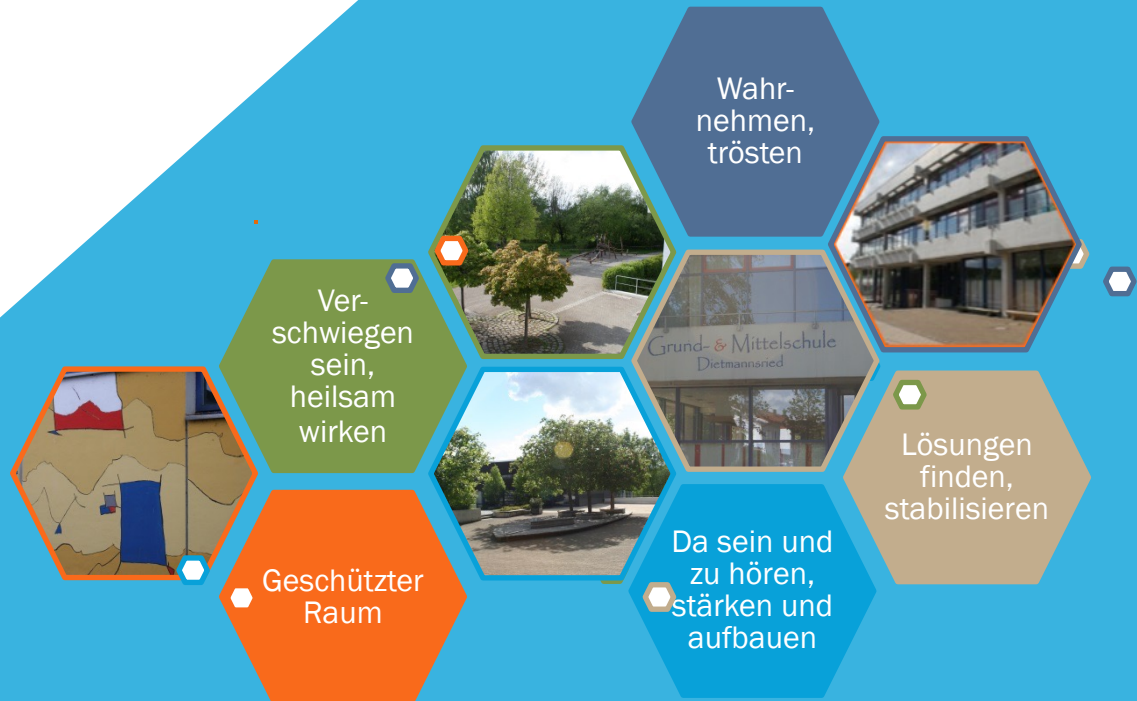 Wahr-
nehmen,
trösten
Ver-
schwiegen
sein,
heilsam
wirken
Grund- & Mittelschule
Dietmannsried
Lösungen
finden,
stabilisieren
Geschützter
Raum
Da sein und
zu hören,
stärken und
aufbauen